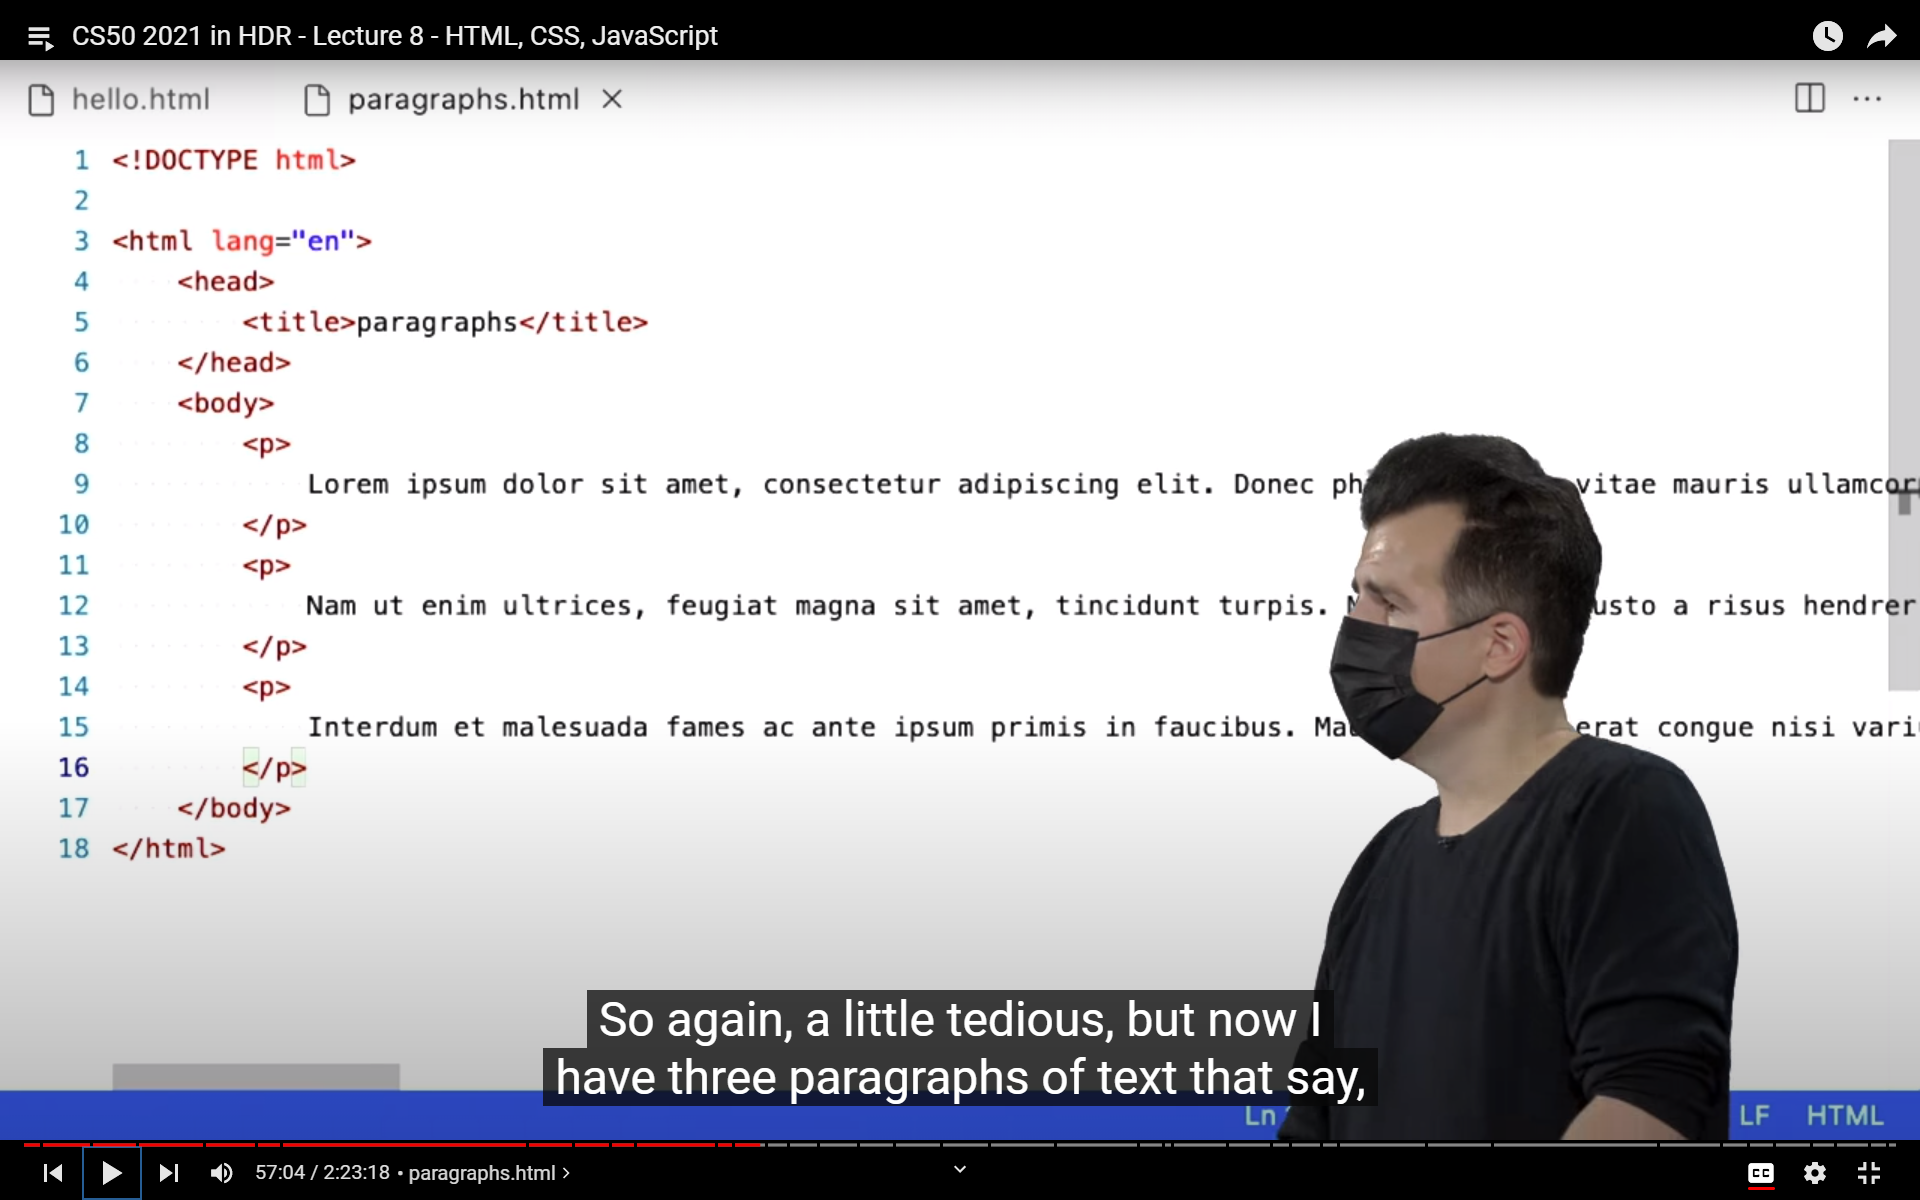 CS50 2021 in HDR - Lecture 8 - HTML, CSS, JavaScript
hello.html paragraphs.html
1 <!DOCTYPE html>
2
3 <html lang="en">
4 <head>
5 <title>paragraphs</title>
6 </head>
7 <body>
8 <p>
9 Lorem ipsum dolor sit amet, consectetur adipiscing elit. Donec vitae mauris
10 </p>
11 <p>
12 Nam ut enim ultrices, feugiat magna sit amet, tincidunt turpis. a risus
13 </p>
14 <p>
15 Interdum et malesuada fames ac ante ipsum primis in faucibus. congue nisi
16 </p>
17 </body>
18 </html>
So again, a little tedious, but now I
have three paragraphs of text that say,
Ln LF HTML
57:04 / 2:23:18 • paragraphs.html ›
CC